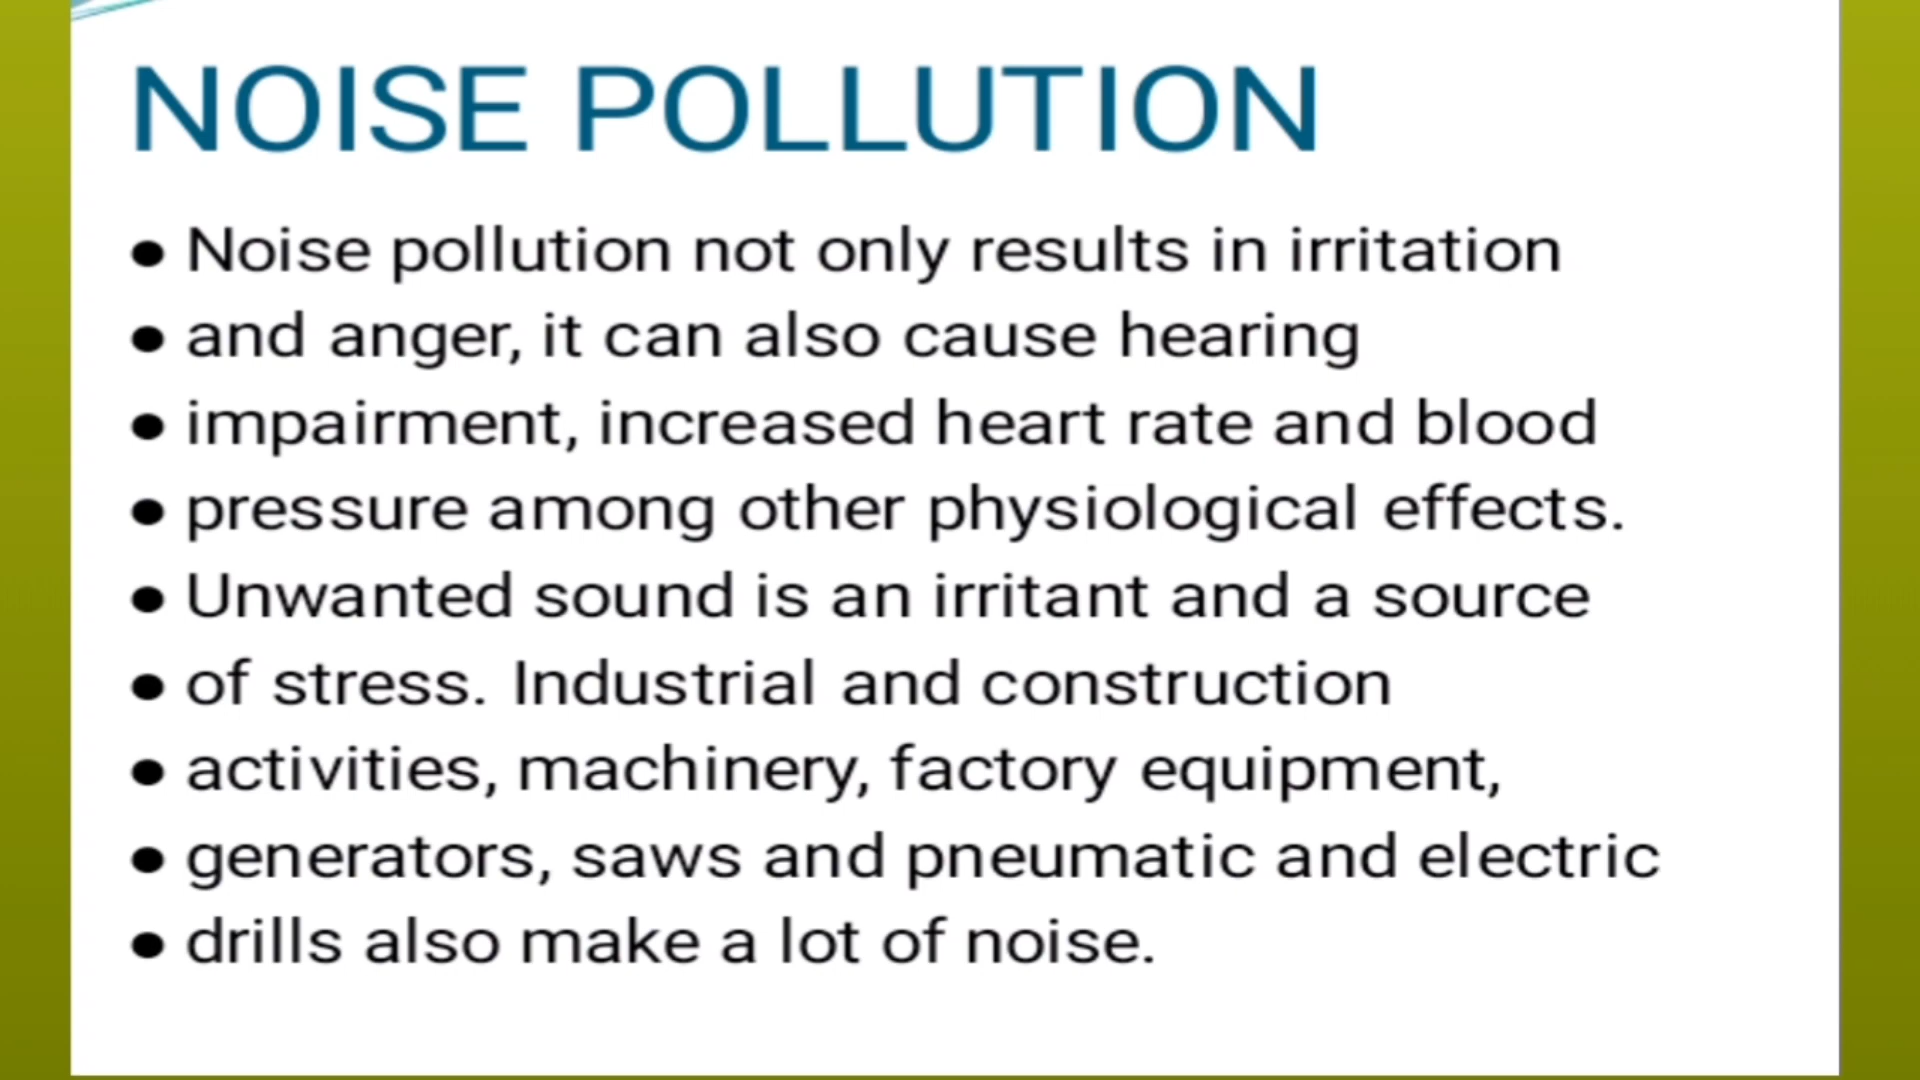 NOISE POLLUTION
● Noise pollution not only results in irritation
● and anger, it can also cause hearing
● impairment, increased heart rate and blood
● pressure among other physiological effects.
● Unwanted sound is an irritant and a source
● of stress. Industrial and construction
● activities, machinery, factory equipment,
● generators, saws and pneumatic and electric
● drills also make a lot of noise.